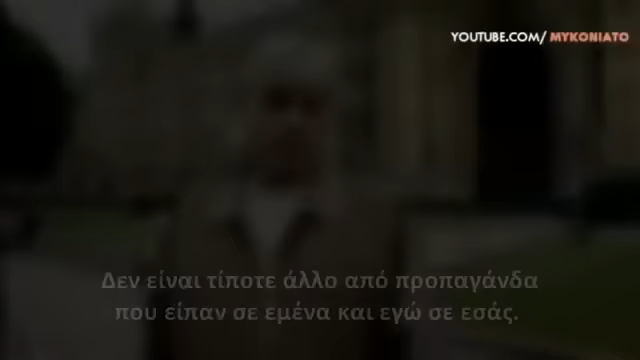 YOUTUBE.COM/ MYKONIATO
Δεν είναι τίποτε άλλο από προπαγάνδα
που είπαν σε εμένα και εγώ σε εσάς.